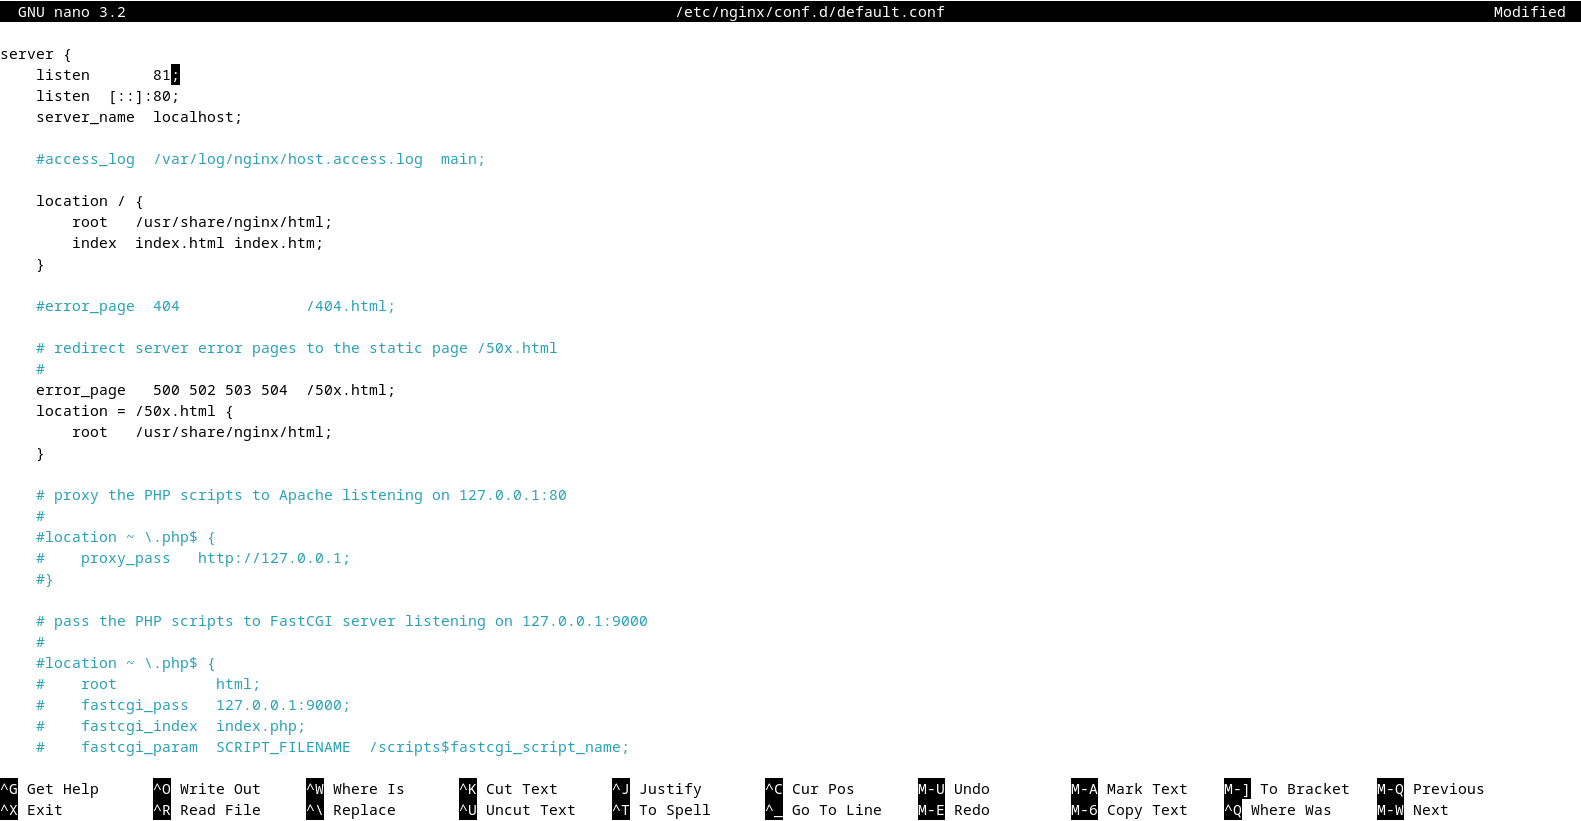 GNU nano 3.2 /etc/nginx/conf.d/default.conf Modified
server {
    listen       81;
    listen  [::]:80;
    server_name  localhost;
    #access_log  /var/log/nginx/host.access.log  main;
    location / {
        root   /usr/share/nginx/html;
        index  index.html index.htm;
    }
    #error_page  404              /404.html;
    # redirect server error pages to the static page /50x.html
    #
    error_page   500 502 503 504  /50x.html;
    location = /50x.html {
        root   /usr/share/nginx/html;
    }
    # proxy the PHP scripts to Apache listening on 127.0.0.1:80
    #
    #location ~ \.php$ {
    #    proxy_pass   http://127.0.0.1;
    #}
    # pass the PHP scripts to FastCGI server listening on 127.0.0.1:9000
    #
    #location ~ \.php$ {
    #    root           html;
    #    fastcgi_pass   127.0.0.1:9000;
    #    fastcgi_index  index.php;
    #    fastcgi_param  SCRIPT_FILENAME  /scripts$fastcgi_script_name;
^G Get Help ^O Write Out ^W Where Is ^K Cut Text ^J Justify ^C Cur Pos M-U Undo M-A Mark Text M-] To Bracket M-Q Previous
^X Exit ^R Read File ^\ Replace ^U Uncut Text ^T To Spell ^_ Go To Line M-E Redo M-6 Copy Text ^Q Where Was M-W Next